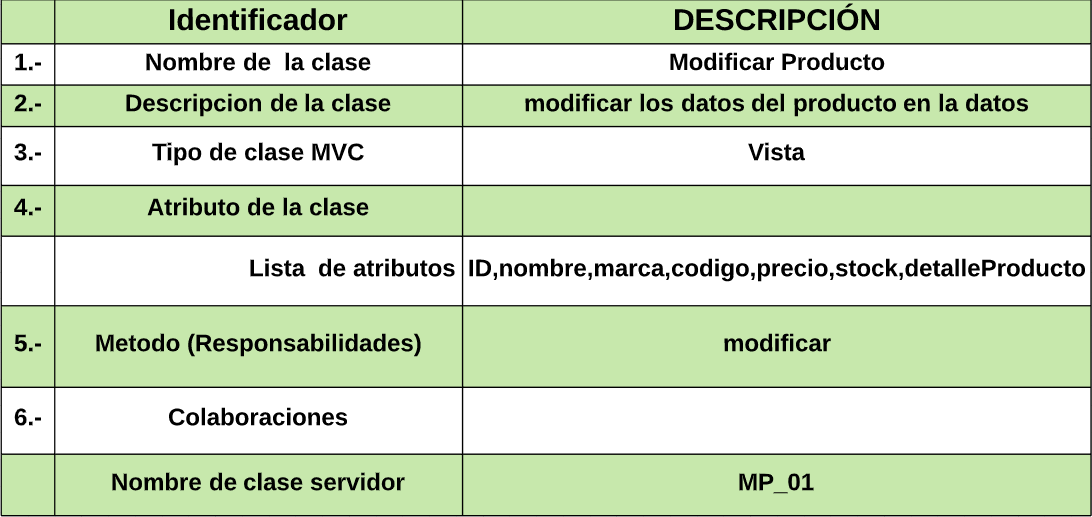 Identificador DESCRIPCIÓN
1.- Nombre de  la clase Modificar Producto
2.- Descripcion de la clase modificar los datos del producto en la datos
3.- Tipo de clase MVC Vista
4.- Atributo de la clase
Lista  de atributos ID,nombre,marca,codigo,precio,stock,detalleProducto
5.- Metodo (Responsabilidades) modificar
6.- Colaboraciones
Nombre de clase servidor MP_01